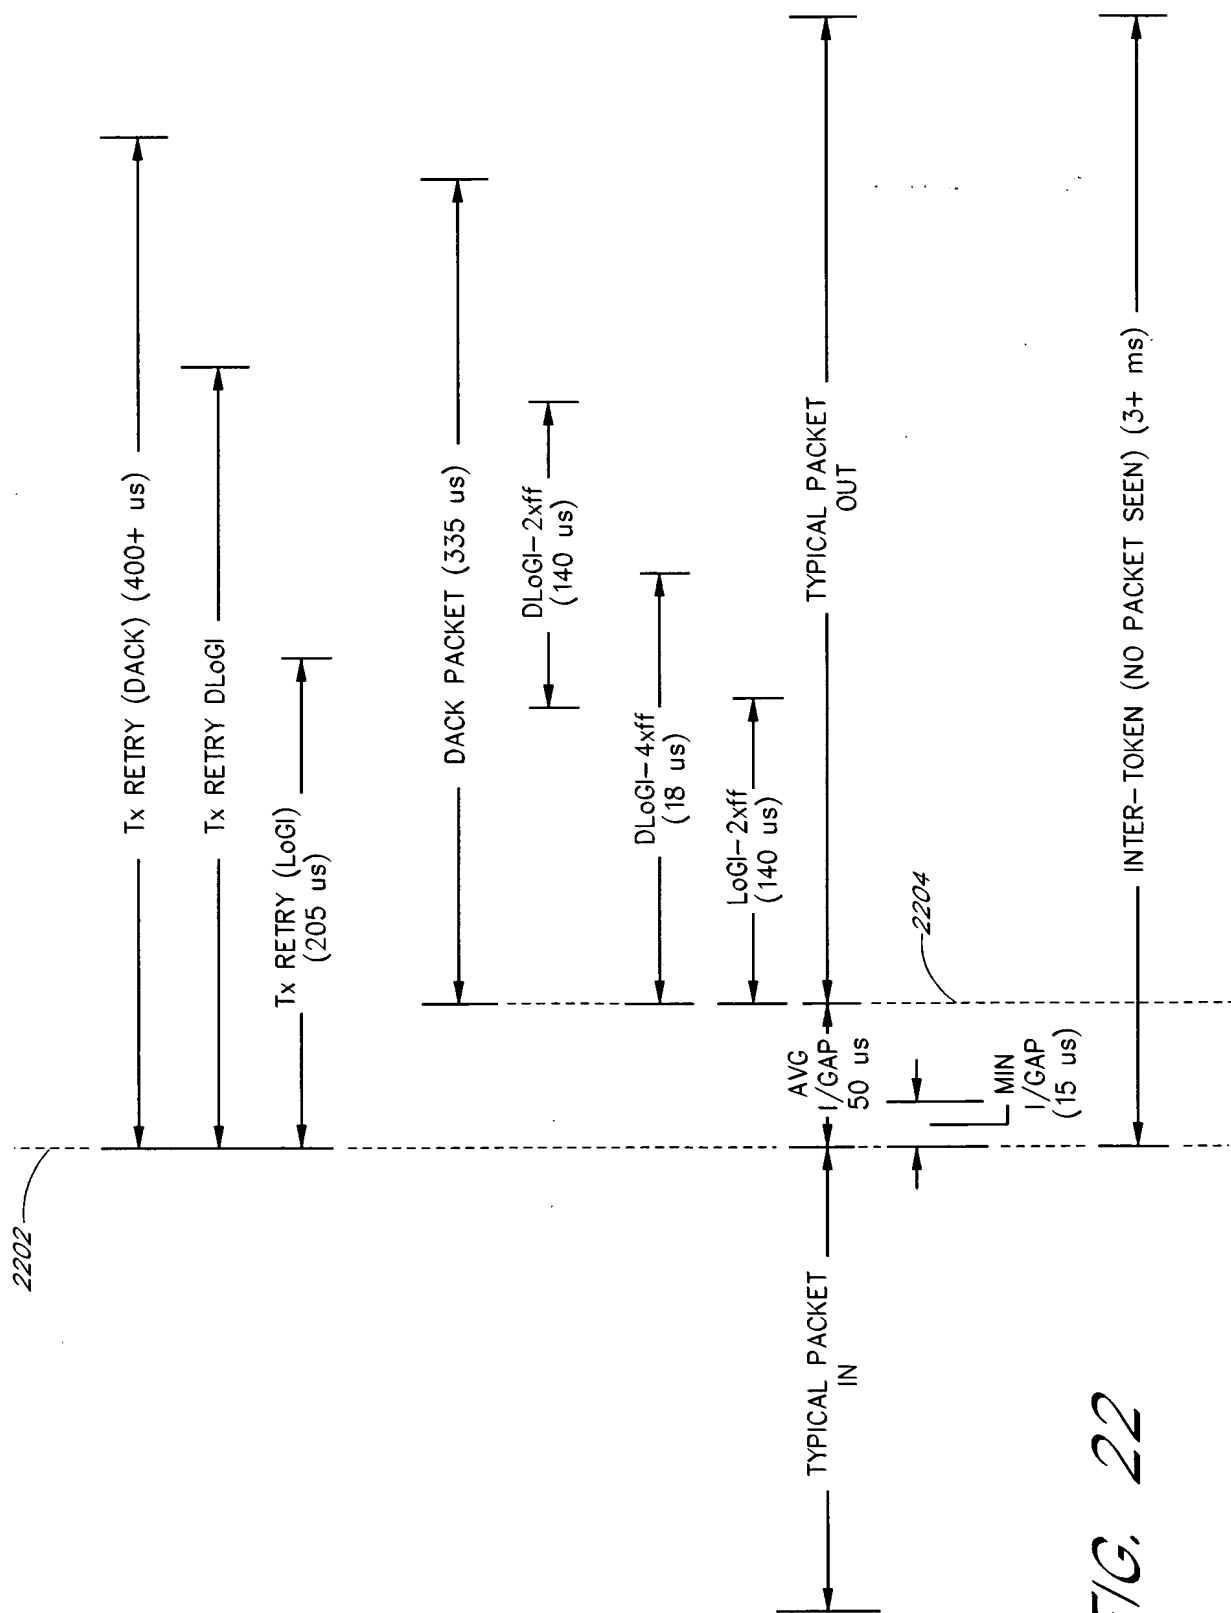 2202
Tx RETRY (DACK) (400+ us)
Tx RETRY DLoGI
Tx RETRY (LoGI)
(205 us)
DACK PACKET (335 us)
DLoGI-2xff
(140 us)
DLoGI-4xff
(18 us)
LoGI-2xff
(140 us)
TYPICAL PACKET
IN
AVG
I/GAP
50 us
TYPICAL PACKET
OUT
2204
MIN
I/GAP
(15 us)
INTER-TOKEN (NO PACKET SEEN) (3+ ms)
FIG. 22